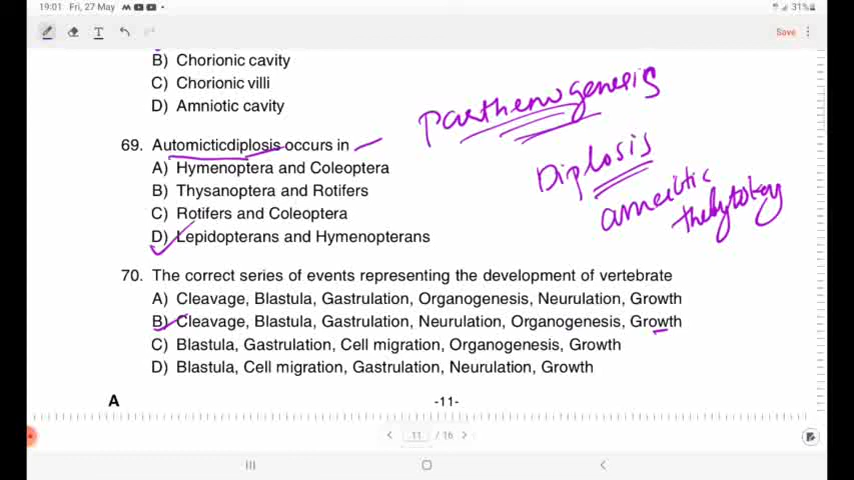 19:01 Fri, 27 May
31%
Save
B) Chorionic cavity
C) Chorionic villi
D) Amniotic cavity
Parthenogenesis
69. Automicticdiplosis occurs in
A) Hymenoptera and Coleoptera
B) Thysanoptera and Rotifers
C) Rotifers and Coleoptera
D) Lepidopterans and Hymenopterans
Diplosis
ameiotic
thelytokey
70. The correct series of events representing the development of vertebrate
A) Cleavage, Blastula, Gastrulation, Organogenesis, Neurulation, Growth
B) Cleavage, Blastula, Gastrulation, Neurulation, Organogenesis, Growth
C) Blastula, Gastrulation, Cell migration, Organogenesis, Growth
D) Blastula, Cell migration, Gastrulation, Neurulation, Growth
A
-11-
11 / 16